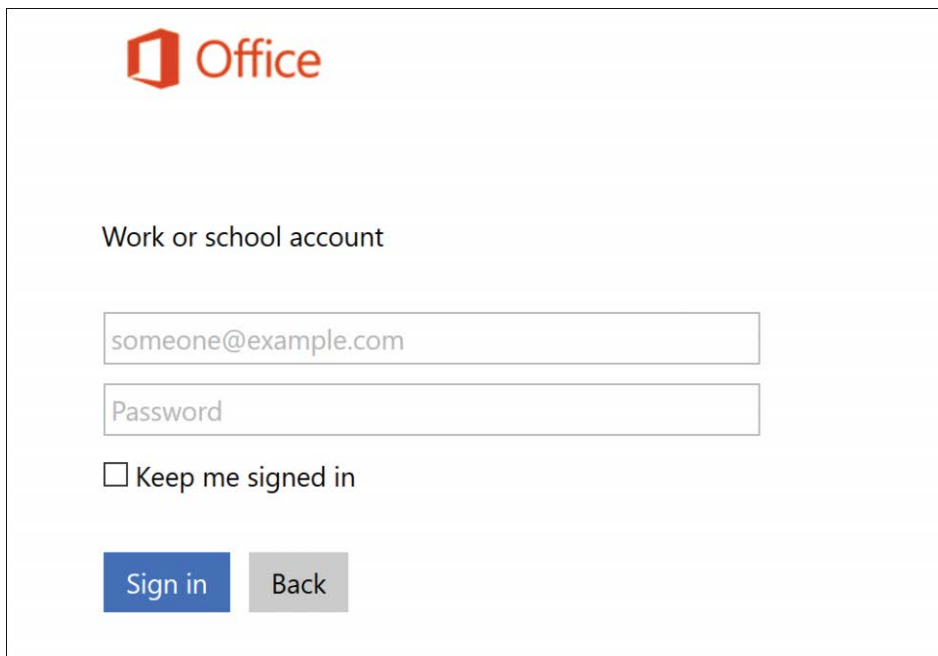 Office
Work or school account
someone@example.com
Password
Keep me signed in
Sign in Back